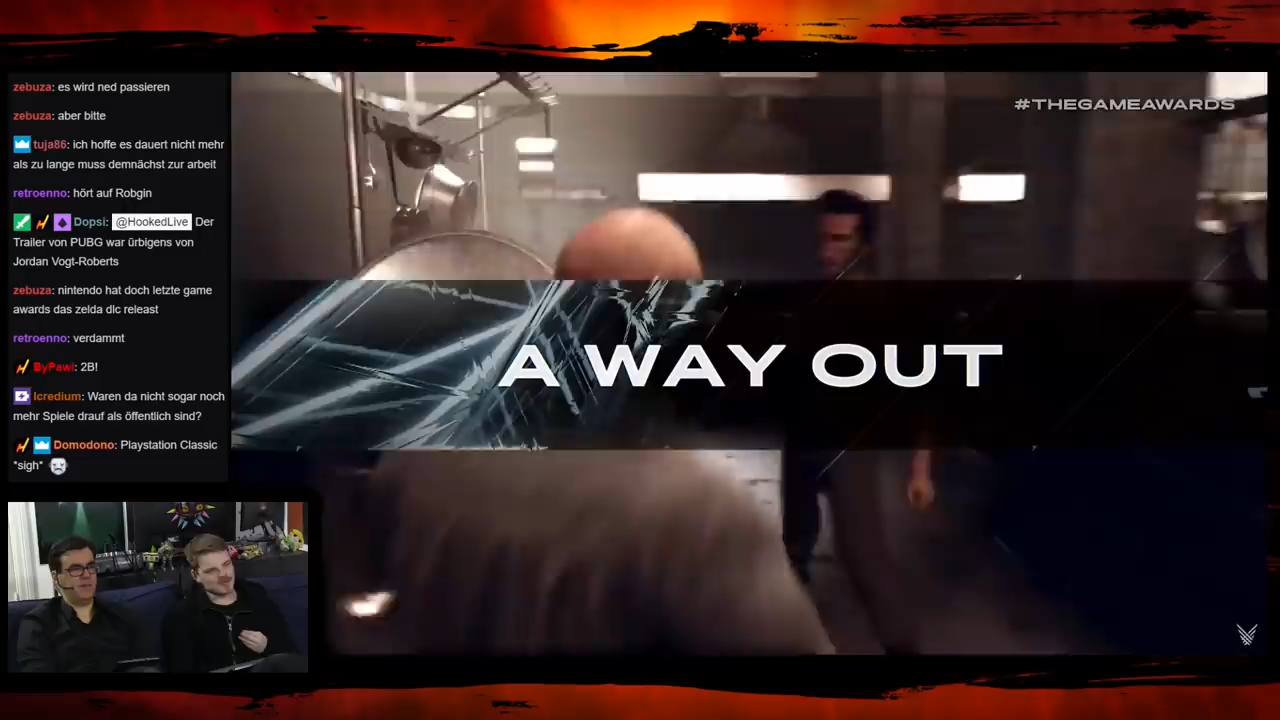 zebuza: es wird ned passieren
zebuza: aber bitte
tuja86: ich hoffe es dauert nicht mehr
als zu lange muss demnächst zur arbeit
retroenno: hört auf Robgin
Dopsi: @HookedLive Der
Trailer von PUBG war ürbigens von
Jordan Vogt-Roberts
zebuza: nintendo hat doch letzte game
awards das zelda dlc releast
retroenno: verdammt
ByPawi: 2B!
Icredium: Waren da nicht sogar noch
mehr Spiele drauf als öffentlich sind?
Domodono: Playstation Classic
*sigh*
#THEGAMEAWARDS
A WAY OUT